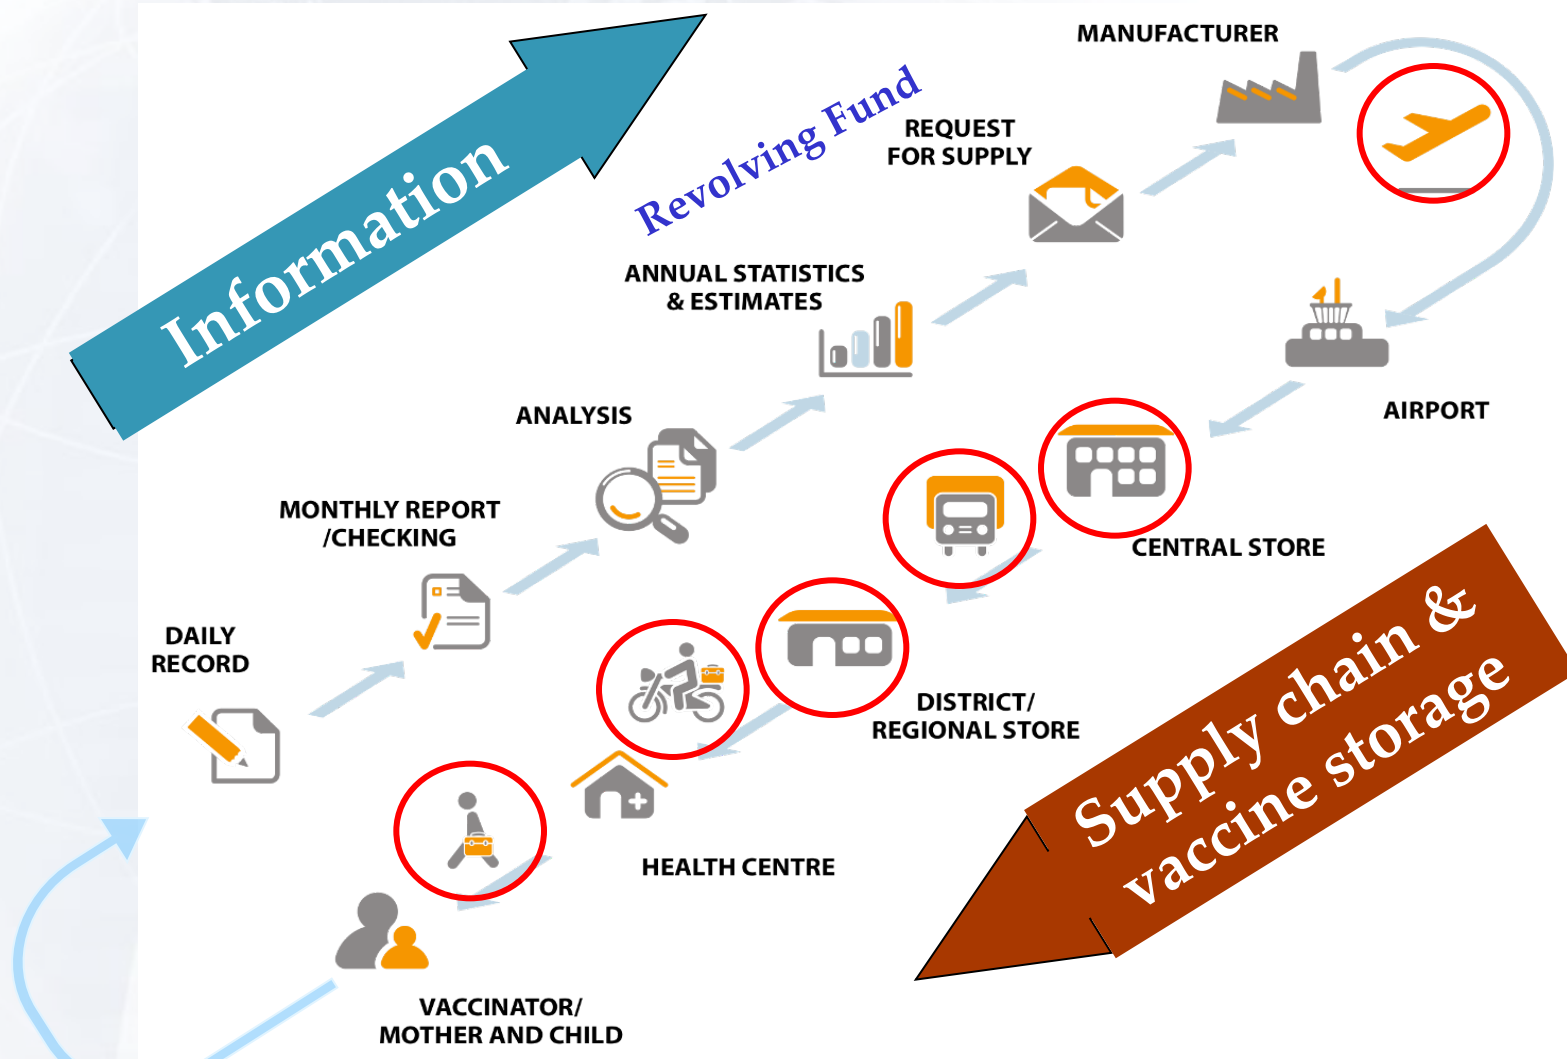 MANUFACTURER
Information
Revolving Fund
REQUEST
FOR SUPPLY
ANNUAL STATISTICS
& ESTIMATES
ANALYSIS
AIRPORT
MONTHLY REPORT
/CHECKING
CENTRAL STORE
DAILY
RECORD
DISTRICT/
REGIONAL STORE
Supply chain &
vaccine storage
HEALTH CENTRE
VACCINATOR/
MOTHER AND CHILD